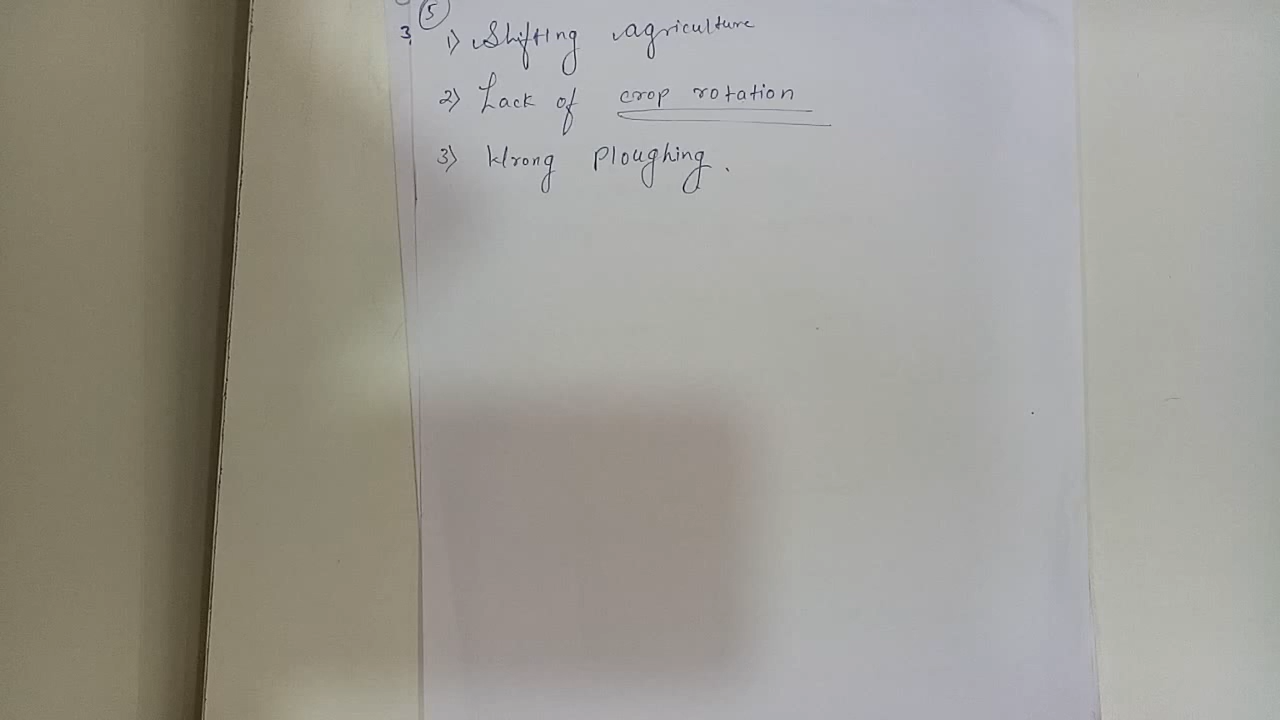 5
3.
1) Shifting agriculture
2) Lack of crop rotation
3) Wrong Ploughing.